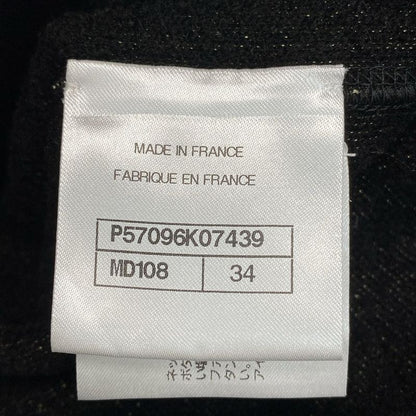 MADE IN FRANCE
FABRIQUE EN FRANCE
P57096K07439
MD108 34